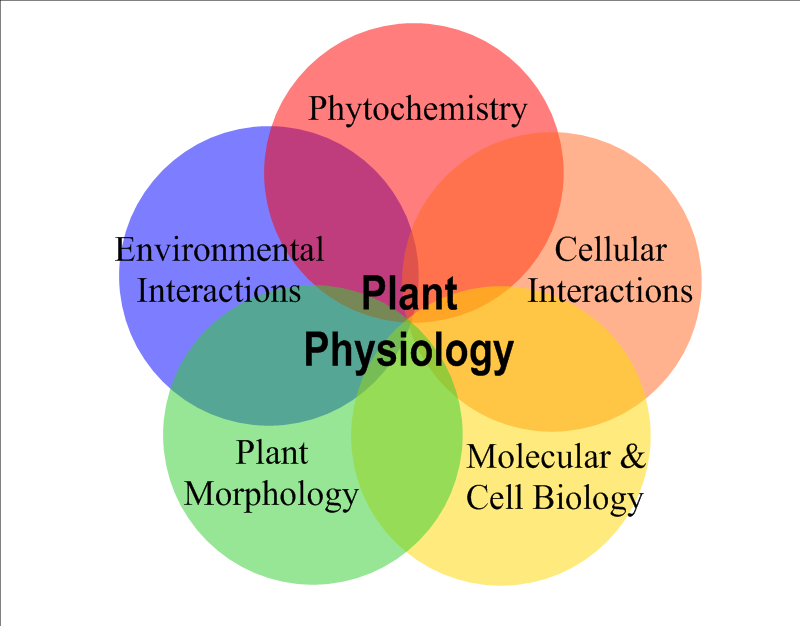 Phytochemistry
Environmental
Interactions
Cellular
Interactions
Plant
Physiology
Plant
Morphology
Molecular &
Cell Biology